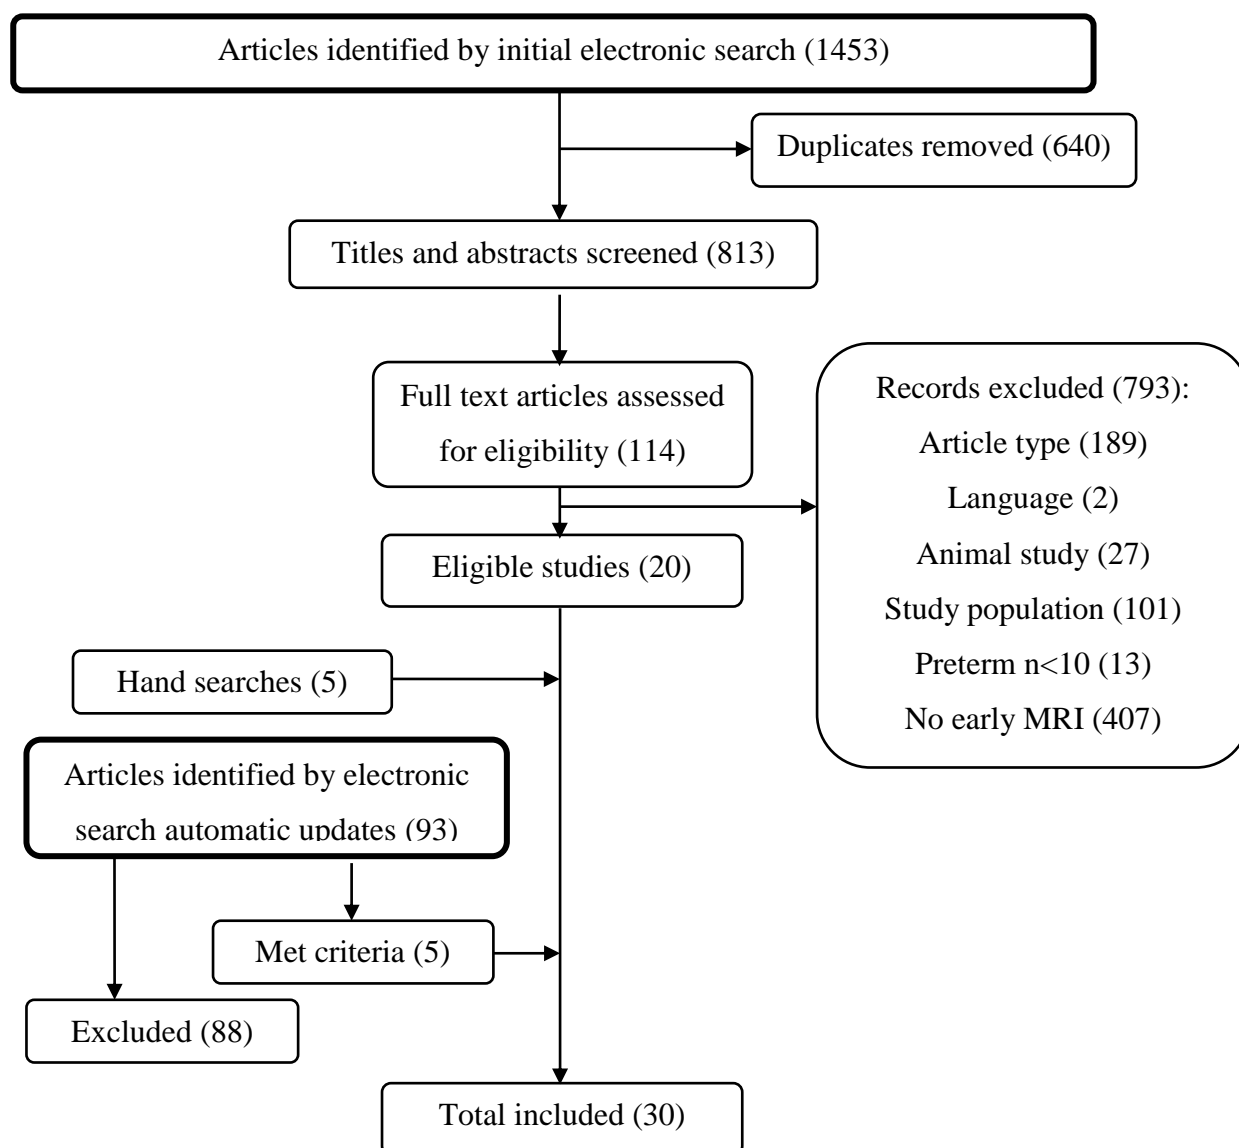 Articles identified by initial electronic search (1453)
Duplicates removed (640)
Titles and abstracts screened (813)
Full text articles assessed
for eligibility (114)
Records excluded (793):
Article type (189)
Language (2)
Animal study (27)
Study population (101)
Preterm n<10 (13)
No early MRI (407)
Eligible studies (20)
Hand searches (5)
Articles identified by electronic
search automatic updates (93)
Met criteria (5)
Excluded (88)
Total included (30)